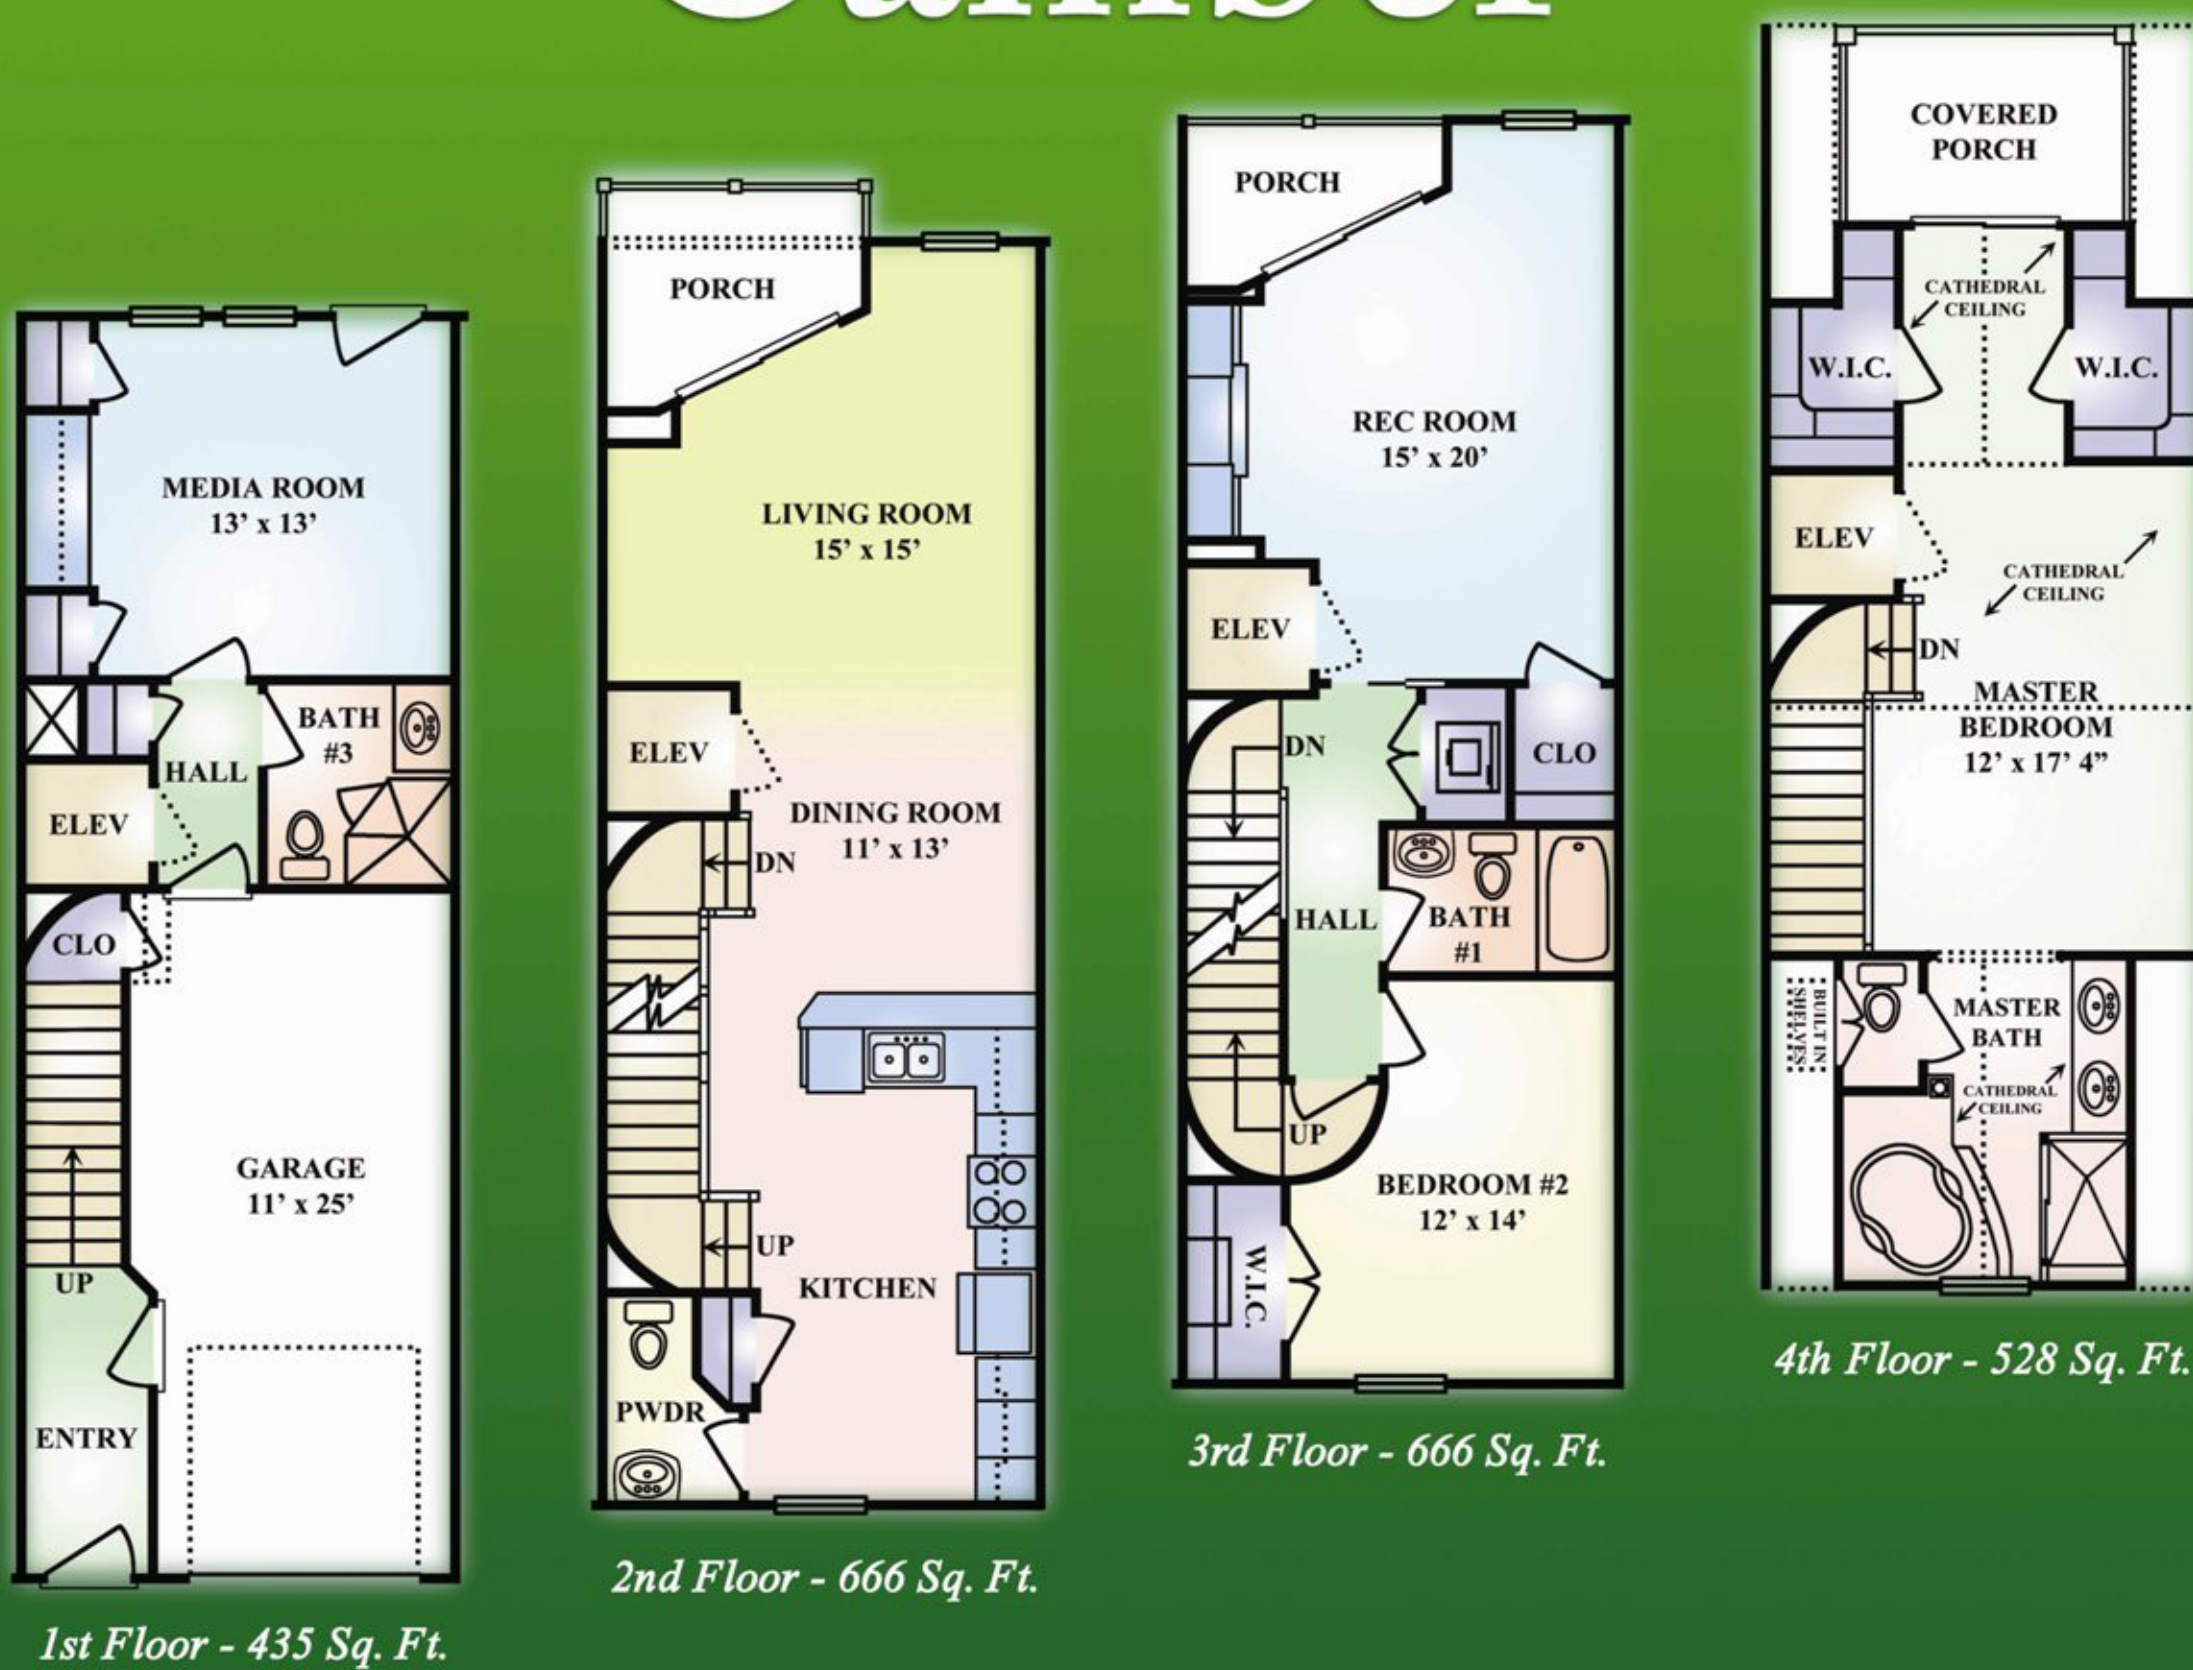 MEDIA ROOM
13’ x 13’
BATH
#3
HALL
ELEV
CLO
UP
GARAGE
11’ x 25’
ENTRY
1st Floor - 435 Sq. Ft.
PORCH
LIVING ROOM
15’ x 15’
ELEV
DINING ROOM
11’ x 13’
DN
UP
KITCHEN
PWDR
2nd Floor - 666 Sq. Ft.
PORCH
REC ROOM
15’ x 20’
ELEV
DN
CLO
HALL
BATH
#1
UP
BEDROOM #2
12’ x 14’
W.I.C.
3rd Floor - 666 Sq. Ft.
COVERED
PORCH
CATHEDRAL
CEILING
W.I.C.
W.I.C.
ELEV
CATHEDRAL
CEILING
DN
MASTER
BEDROOM
12’ x 17’ 4”
BUILT IN
SHELVES
MASTER
BATH
CATHEDRAL
CEILING
4th Floor - 528 Sq. Ft.